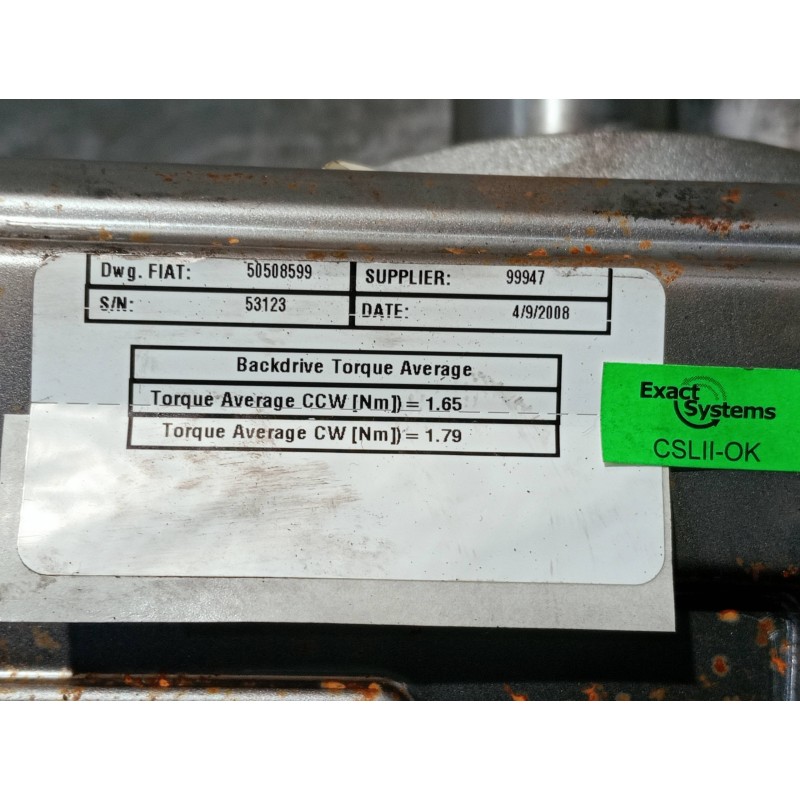 Dwg. FIAT: 50508599 SUPPLIER: 99947
S/N: 53123 DATE: 4/9/2008
Backdrive Torque Average
Torque Average CCW [Nm]) = 1.65
Torque Average CW [Nm]) = 1.79
Exact
Systems
CSLII-OK